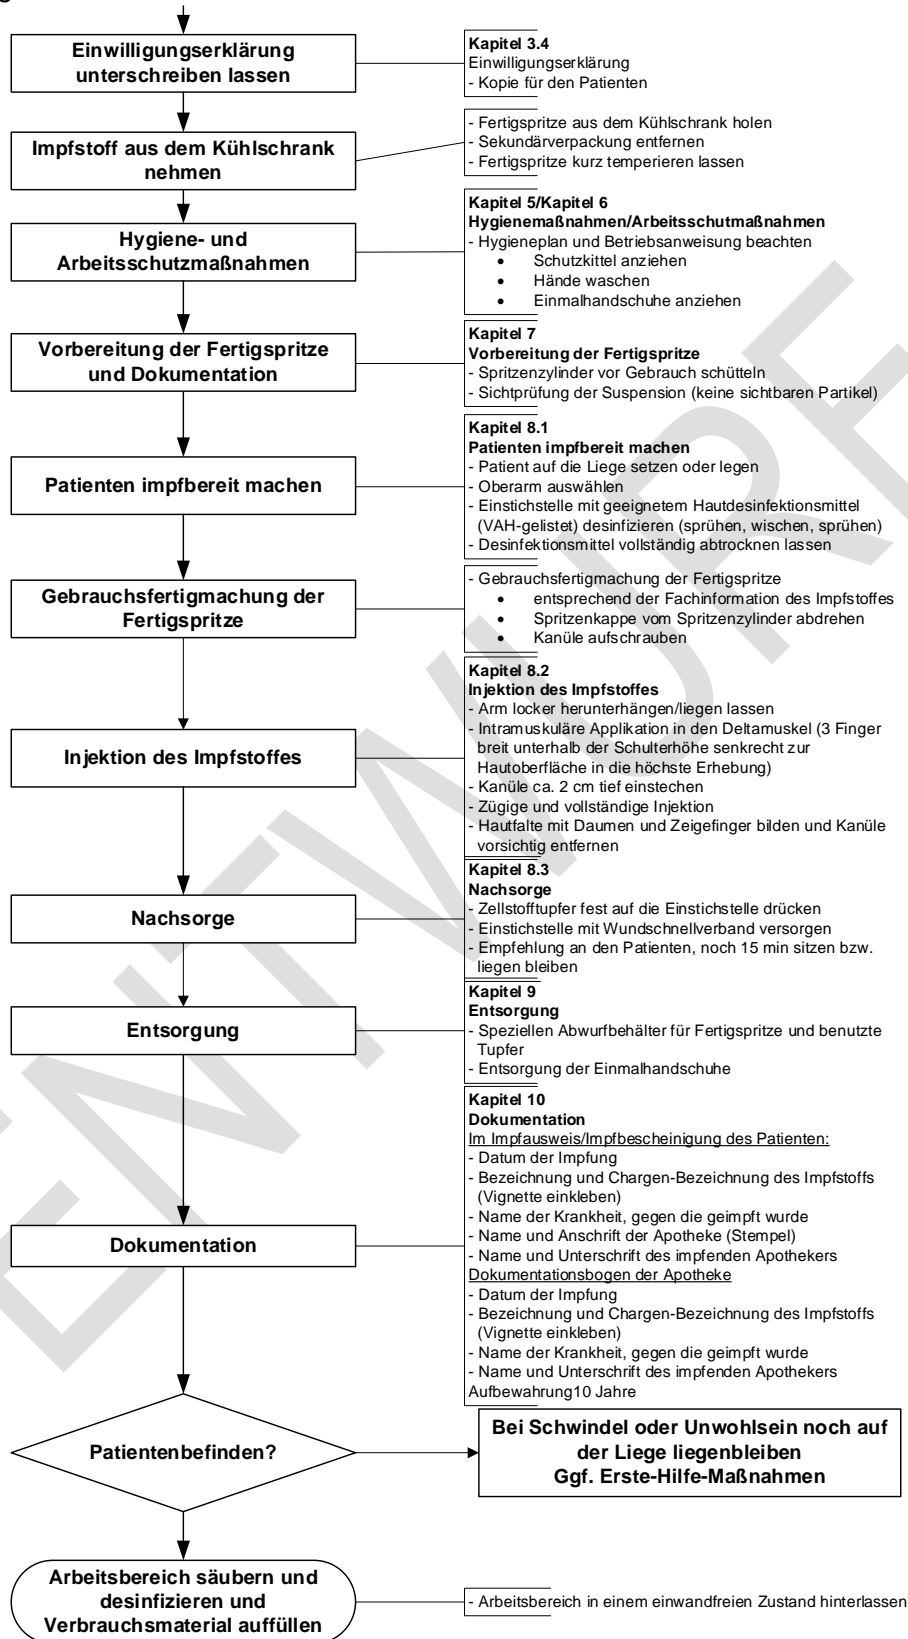 g
Einwilligungserklärung
unterschreiben lassen
Kapitel 3.4
Einwilligungserklärung
- Kopie für den Patienten
Impfstoff aus dem Kühlschrank
nehmen
- Fertigspritze aus dem Kühlschrank holen
- Sekundärverpackung entfernen
- Fertigspritze kurz temperieren lassen
Hygiene- und
Arbeitsschutzmaßnahmen
Kapitel 5/Kapitel 6
Hygienemaßnahmen/Arbeitsschutmaßnahmen
- Hygieneplan und Betriebsanweisung beachten
• Schutzkittel anziehen
• Hände waschen
• Einmalhandschuhe anziehen
Vorbereitung der Fertigspritze
und Dokumentation
Kapitel 7
Vorbereitung der Fertigspritze
- Spritzenzylinder vor Gebrauch schütteln
- Sichtprüfung der Suspension (keine sichtbaren Partikel)
Patienten impfbereit machen
Kapitel 8.1
Patienten impfbereit machen
- Patient auf die Liege setzen oder legen
- Oberarm auswählen
- Einstichstelle mit geeignetem Hautdesinfektionsmittel
(VAH-gelistet) desinfizieren (sprühen, wischen, sprühen)
- Desinfektionsmittel vollständig abtrocknen lassen
Gebrauchsfertigmachung der
Fertigspritze
- Gebrauchsfertigmachung der Fertigspritze
• entsprechend der Fachinformation des Impfstoffes
• Spritzenkappe vom Spritzenzylinder abdrehen
• Kanüle aufschrauben
Injektion des Impfstoffes
Kapitel 8.2
Injektion des Impfstoffes
- Arm locker herunterhängen/liegen lassen
- Intramuskuläre Applikation in den Deltamuskel (3 Finger
breit unterhalb der Schulterhöhe senkrecht zur
Hautoberfläche in die höchste Erhebung)
- Kanüle ca. 2 cm tief einstechen
- Zügige und vollständige Injektion
- Hautfalte mit Daumen und Zeigefinger bilden und Kanüle
vorsichtig entfernen
Nachsorge
Kapitel 8.3
Nachsorge
- Zellstofftupfer fest auf die Einstichstelle drücken
- Einstichstelle mit Wundschnellverband versorgen
- Empfehlung an den Patienten, noch 15 min sitzen bzw.
liegen bleiben
Entsorgung
Kapitel 9
Entsorgung
- Speziellen Abwurfbehälter für Fertigspritze und benutzte
Tupfer
- Entsorgung der Einmalhandschuhe
Dokumentation
Kapitel 10
Dokumentation
Im Impfausweis/Impfbescheinigung des Patienten:
- Datum der Impfung
- Bezeichnung und Chargen-Bezeichnung des Impfstoffs
(Vignette einkleben)
- Name der Krankheit, gegen die geimpft wurde
- Name und Anschrift der Apotheke (Stempel)
- Name und Unterschrift des impfenden Apothekers
Dokumentationsbogen der Apotheke
- Datum der Impfung
- Bezeichnung und Chargen-Bezeichnung des Impfstoffs
(Vignette einkleben)
- Name der Krankheit, gegen die geimpft wurde
- Name und Unterschrift des impfenden Apothekers
Aufbewahrung10 Jahre
Patientenbefinden?
Bei Schwindel oder Unwohlsein noch auf
der Liege liegenbleiben
Ggf. Erste-Hilfe-Maßnahmen
Arbeitsbereich säubern und
desinfizieren und
Verbrauchsmaterial auffüllen
- Arbeitsbereich in einem einwandfreien Zustand hinterlassen
ENTWURF